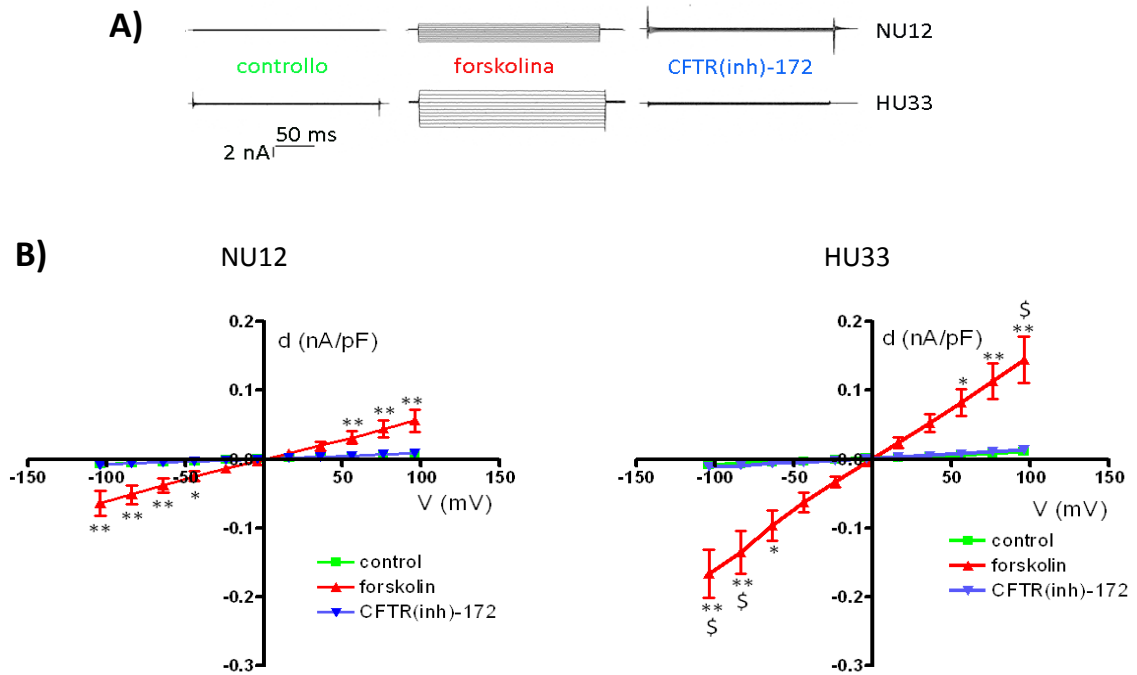 A)
NU12
controllo forskolina CFTR(inh)-172
HU33
50 ms
2 nA
B)
NU12
0.2
d (nA/pF)
0.1
** ** **
-150 -100 -50 0.0 50 100 150
V (mV)
** ** ** *
-0.1
control
forskolin
-0.2
CFTR(inh)-172
-0.3
HU33
0.2
d (nA/pF)
$
* ** **
0.1
-150 -100 -50 0.0 50 100 150
V (mV)
-0.1
*
control
** $
forskolin
** $
-0.2
CFTR(inh)-172
-0.3